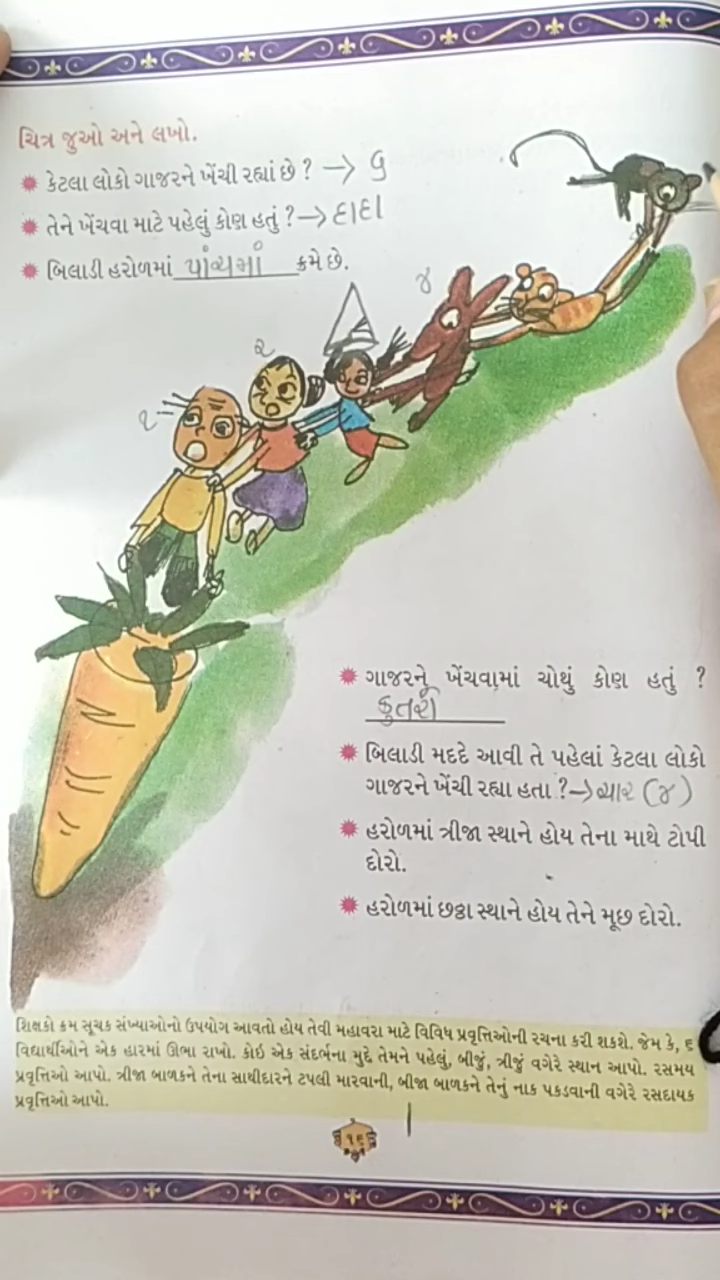 ચિત્ર જુઓ અને લખો.
કેટલા લોકો ગાજરને ખેંચી રહ્યાં છે ? → ૬
તેને ખેંચવા માટે પહેલું કોણ હતું ? → દાદા
બિલાડી હરોળમાં પાંચમાં ક્રમે છે.
૪
૨
૧
ગાજરને ખેંચવામાં ચોથું કોણ હતું ?
કુતરો
બિલાડી મદદે આવી તે પહેલાં કેટલા લોકો
ગાજરને ખેંચી રહ્યા હતા ? → ચાર (૪)
હરોળમાં ત્રીજા સ્થાને હોય તેના માથે ટોપી
દોરો.
હરોળમાં છઠ્ઠા સ્થાને હોય તેને મૂછ દોરો.
શિક્ષકો ક્રમ સૂચક સંખ્યાઓનો ઉપયોગ આવતો હોય તેવી મહાવરા માટે વિવિધ પ્રવૃત્તિઓની રચના કરી શકશે. જેમ કે, ૬
વિદ્યાર્થીઓને એક હારમાં ઊભા રાખો. કોઇ એક સંદર્ભના મુદ્દે તેમને પહેલું, બીજું, ત્રીજું વગેરે સ્થાન આપો. રસમય
પ્રવૃત્તિઓ આપો. ત્રીજા બાળકને તેના સાથીદારને ટપલી મારવાની, બીજા બાળકને તેનું નાક પકડવાની વગેરે રસદાયક
પ્રવૃત્તિઓ આપો.
૧૬